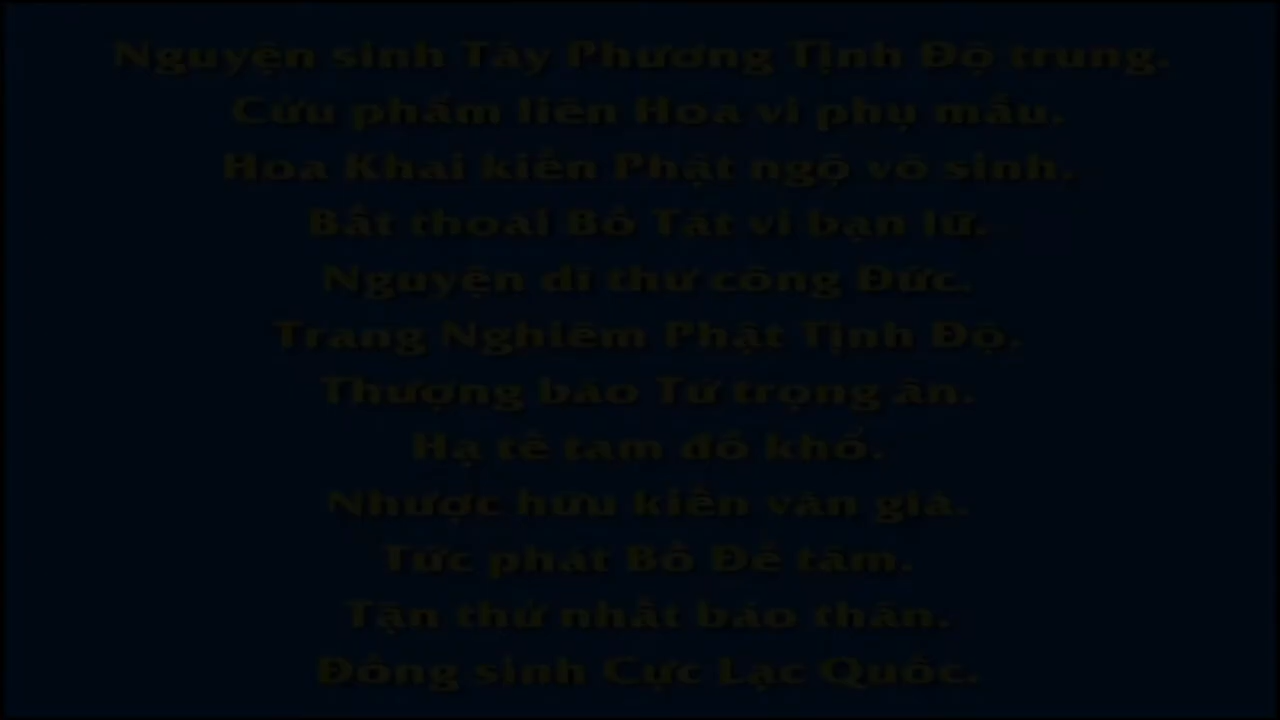 Nguyện sinh Tây Phương Tịnh Độ trung.
Cửu phẩm liên Hoa vi phụ mẫu.
Hoa Khai kiến Phật ngộ vô sinh.
Bất thoái Bồ Tát vi bạn lữ.
Nguyện dĩ thử công Đức.
Trang Nghiêm Phật Tịnh Độ.
Thượng báo Tứ trọng ân.
Hạ tế tam đồ khổ.
Nhược hữu kiến văn giả.
Tức phát Bồ Đề tâm.
Tận thử nhất báo thân.
Đồng sinh Cực Lạc Quốc.